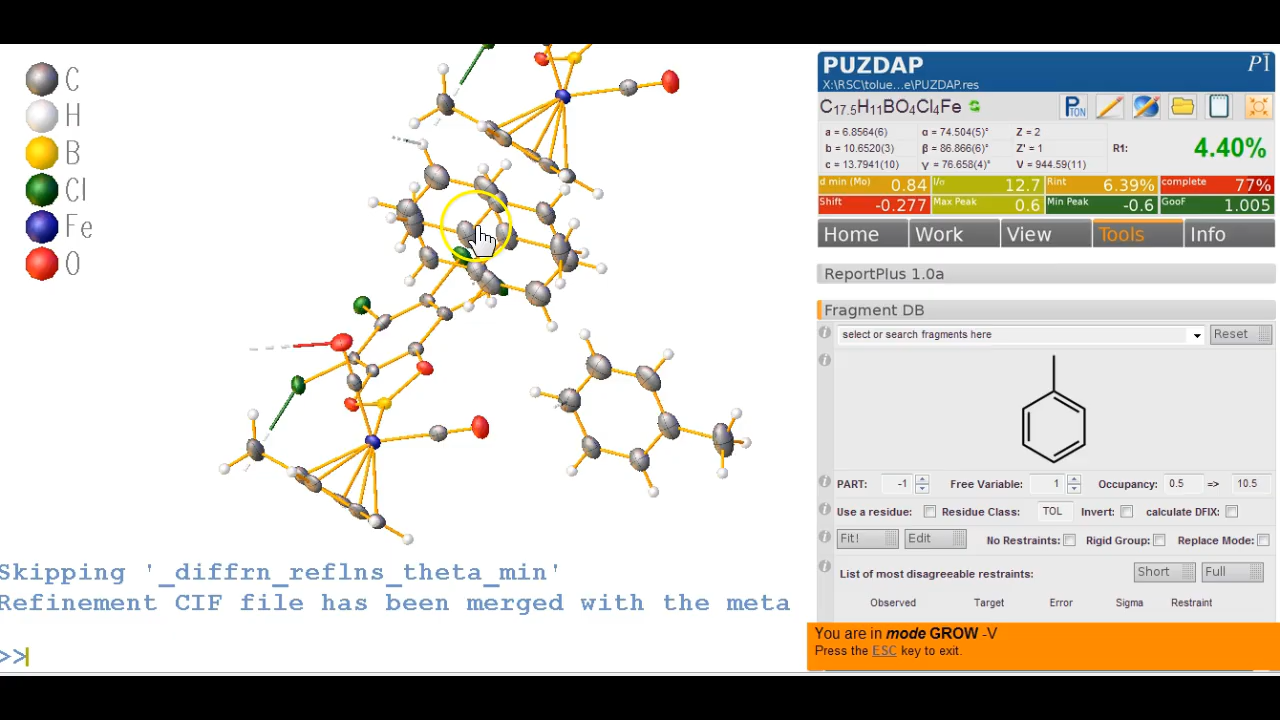 C
H
B
Cl
Fe
O
Skipping '_diffrn_reflns_theta_min'
Refinement CIF file has been merged with the meta
>>
PUZDAP
X:\RSC\tolue...e\PUZDAP.res
C17.5H11BO4Cl4Fe
PTON
a = 6.8564(6) α = 74.504(5)° Z = 2
b = 10.6520(3) β = 86.866(6)° Z' = 1
c = 13.7941(10) γ = 76.658(4)° V = 944.59(11)
R1: 4.40%
d min (Mo) 0.84 I/σ 12.7 Rint 6.39% complete 77%
Shift -0.277 Max Peak 0.6 Min Peak -0.6 GooF 1.005
Home Work View Tools Info
ReportPlus 1.0a
Fragment DB
select or search fragments here Reset
PART: -1 Free Variable: 1 Occupancy: 0.5 => 10.5
Use a residue: Residue Class: TOL Invert: calculate DFIX:
Fit! Edit No Restraints: Rigid Group: Replace Mode:
List of most disagreeable restraints: Short Full
Observed Target Error Sigma Restraint
You are in mode GROW -V
Press the ESC key to exit.